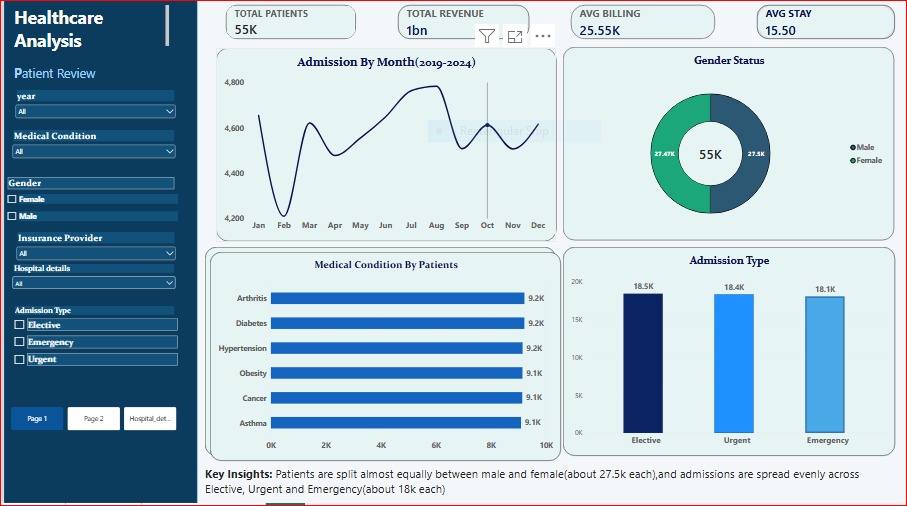 Healthcare
Analysis
Patient Review
year
All
Medical Condition
All
Gender
Female
Male
Insurance Provider
All
Hospital details
All
Admission Type
Elective
Emergency
Urgent
Page 1
Page 2
Hospital_det...
TOTAL PATIENTS
55K
TOTAL REVENUE
1bn
AVG BILLING
25.55K
AVG STAY
15.50
Admission By Month(2019-2024)
4,800
4,600
4,400
4,200
Jan Feb Mar Apr May Jun Jul Aug Sep Oct Nov Dec
Gender Status
27.47K
55K
27.5K
Male
Female
Medical Condition By Patients
Arthritis 9.2K
Diabetes 9.2K
Hypertension 9.2K
Obesity 9.1K
Cancer 9.1K
Asthma 9.1K
0K 2K 4K 6K 8K 10K
Admission Type
20K
15K
10K
5K
0K
18.5K 18.4K 18.1K
Elective Urgent Emergency
Key Insights: Patients are split almost equally between male and female(about 27.5k each),and admissions are spread evenly across
Elective, Urgent and Emergency(about 18k each)